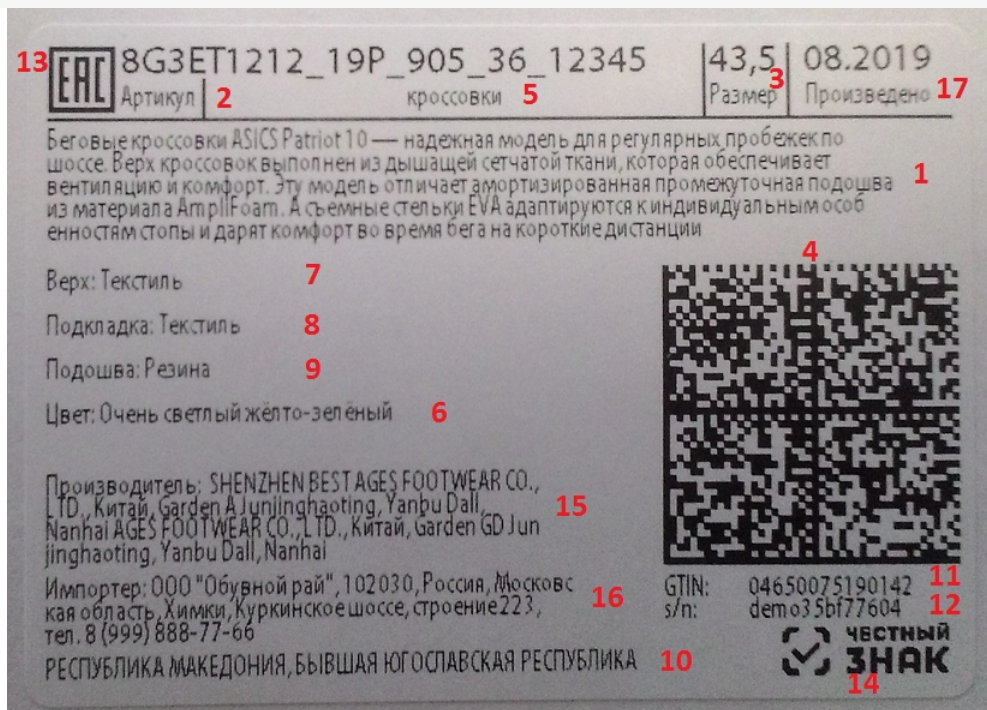 13 EAC 8G3ET1212_19P_905_36_12345 43,5 08.2019
Артикул 2 кроссовки 5 Размер 3 Произведено 17
Беговые кроссовки ASICS Patriot 10 — надежная модель для регулярных пробежек по
шоссе. Верх кроссовок выполнен из дышащей сетчатой ткани, которая обеспечивает
вентиляцию и комфорт. Эту модель отличает амортизированная промежуточная подошва 1
из материала AmplIFoam. А съемные стельки EVA адаптируются к индивидуальным особ
енностям стопы и дарят комфорт во время бега на короткие дистанции
4
Верх: Текстиль 7
Подкладка: Текстиль 8
Подошва: Резина 9
Цвет: Очень светлый жёлто-зелёный 6
Производитель: SHENZHEN BEST AGES FOOTWEAR CO.,
LTD., Китай, Garden A Junjinghaoting, Yanbu Dall, 15
Nanhai AGES FOOTWEAR CO.,LTD., Китай, Garden GD Jun
jinghaoting, Yanbu Dall, Nanhai
Импортер: ООО "Обувной рай", 102030, Россия, Московс
кая область, Химки, Куркинское шоссе, строение 223, 16
тел. 8 (999) 888-77-66
РЕСПУБЛИКА МАКЕДОНИЯ, БЫВШАЯ ЮГОСЛАВСКАЯ РЕСПУБЛИКА 10
GTIN: 04650075190142 11
s/n: demo35bf77604 12
ЧЕСТНЫЙ
ЗНАК
14